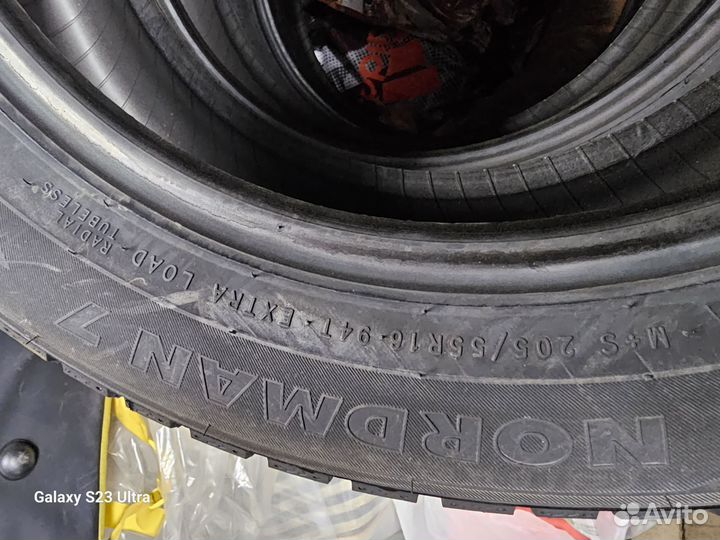 M+S 205/55R16 · 94T · EXTRA LOAD · RADIAL
TUBELESS
NORDMAN 7
Galaxy S23 Ultra
Avito